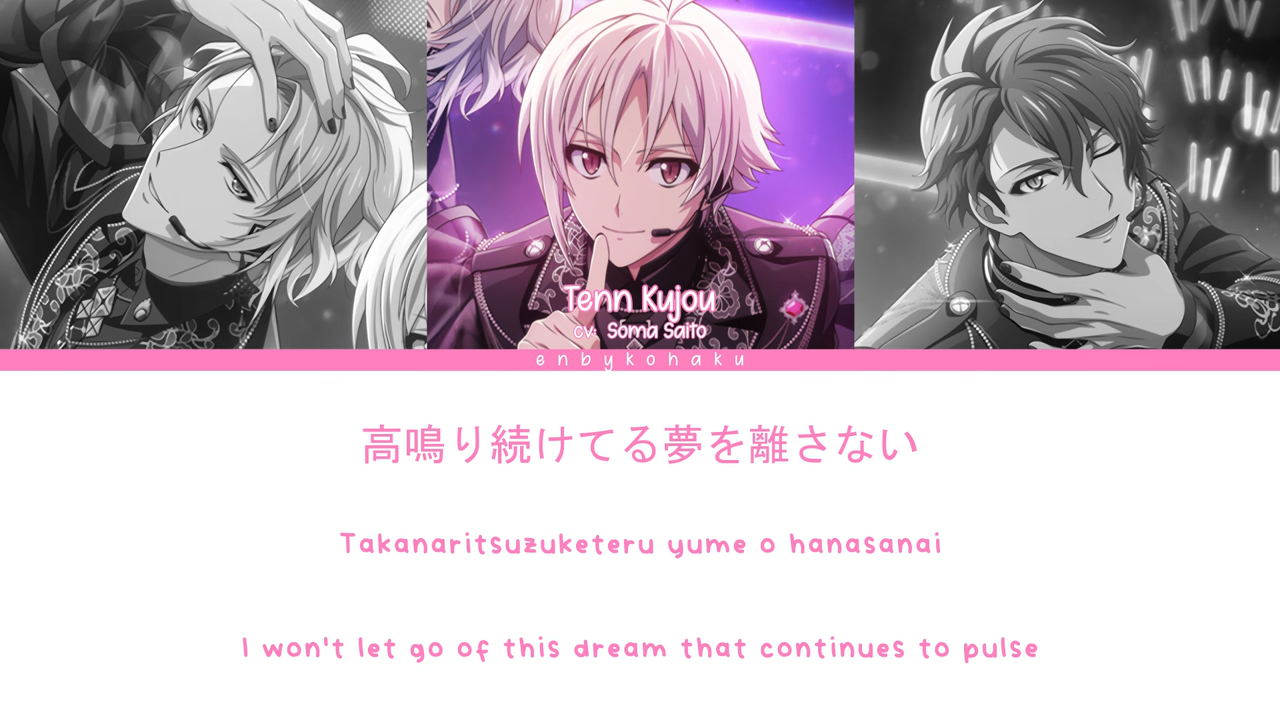 Tenn Kujou
CV: Soma Saito
enbykohaku
高鳴り続けてる夢を離さない
Takanaritsuzuketeru yume o hanasanai
I won't let go of this dream that continues to pulse